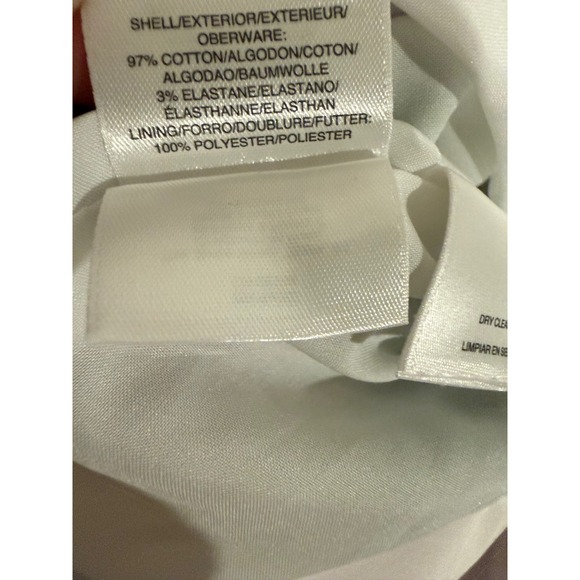 SHELL/EXTERIOR/EXTERIEUR/
OBERWARE:
97% COTTON/ALGODON/COTON/
ALGODAO/BAUMWOLLE
3% ELASTANE/ELASTANO/
ÉLASTHANNE/ELASTHAN
LINING/FORRO/DOUBLURE/FUTTER:
100% POLYESTER/POLIESTER
DRY CLEA
LIMPIAR EN SE